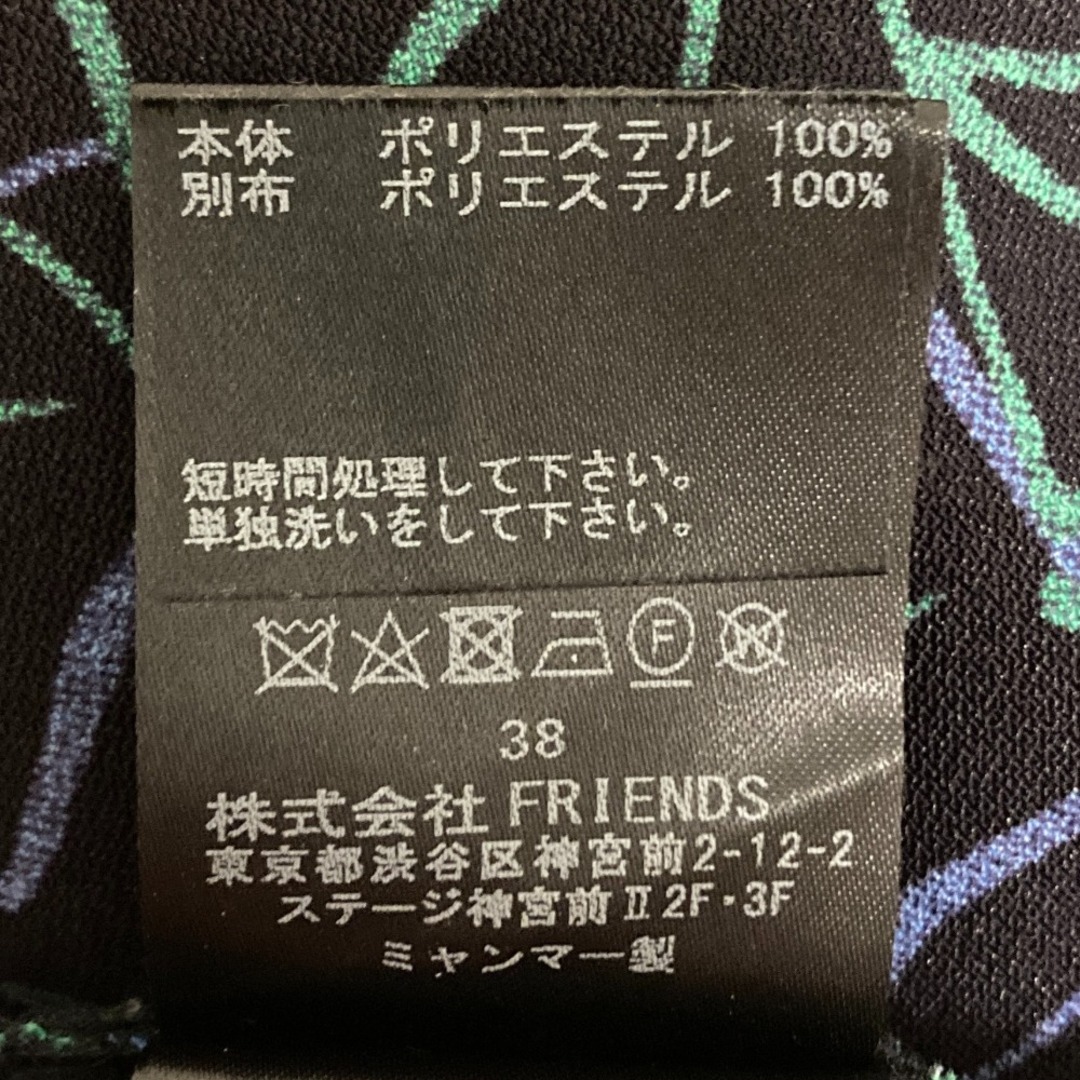 本体 ポリエステル 100%
別布 ポリエステル 100%
短時間処理して下さい。
単独洗いをして下さい。
F W
38
株式会社 FRIENDS
東京都渋谷区神宮前2-12-2
ステージ神宮前Ⅱ2F・3F
ミャンマー製